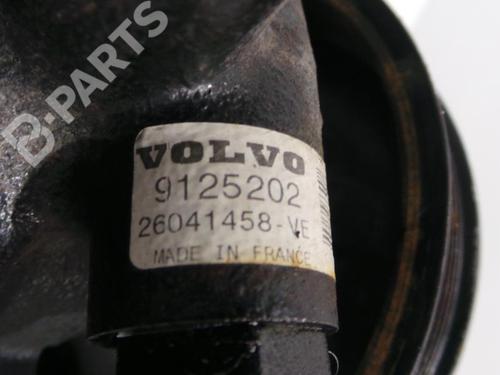 B-PARTS
VOLVO
9125202
26041458-VE
MADE IN FRANCE